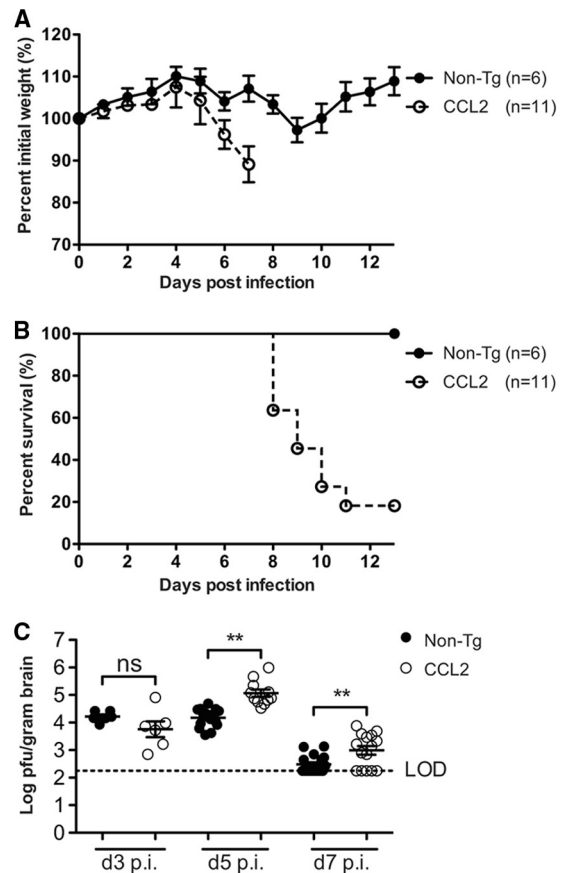 A
Percent initial weight (%)
120
110
100
90
80
70
0 2 4 6 8 10 12
Days post infection
Non-Tg (n=6)
CCL2 (n=11)
B
Percent survival (%)
100
80
60
40
20
0
0 2 4 6 8 10 12
Days post infection
Non-Tg (n=6)
CCL2 (n=11)
C
Log pfu/gram brain
7
6
5
4
3
2
1
0
ns
**
**
Non-Tg
CCL2
LOD
d3 p.i. d5 p.i. d7 p.i.